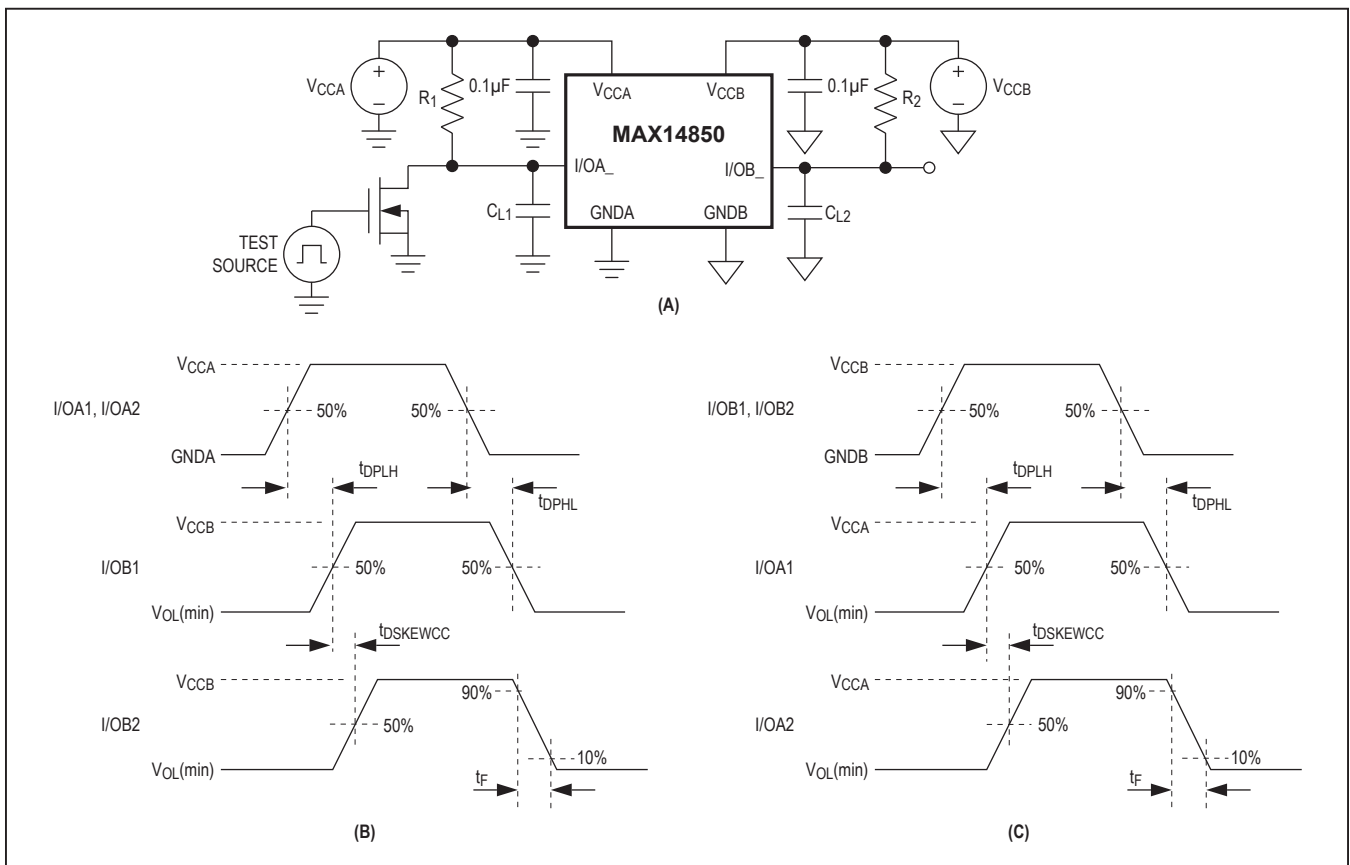 VCCA
+
−
R1
0.1µF
VCCA
VCCB
0.1µF
R2
+
−
VCCB
MAX14850
I/OA_
I/OB_
CL1
GNDA
GNDB
CL2
TEST
SOURCE
(A)
VCCA
I/OA1, I/OA2
50%
50%
GNDA
tDPLH
tDPHL
VCCB
I/OB1
50%
50%
VOL(min)
tDSKEWCC
VCCB
90%
I/OB2
50%
10%
VOL(min)
tF
(B)
VCCB
I/OB1, I/OB2
50%
50%
GNDB
tDPLH
tDPHL
VCCA
I/OA1
50%
50%
VOL(min)
tDSKEWCC
VCCA
90%
I/OA2
50%
10%
VOL(min)
tF
(C)